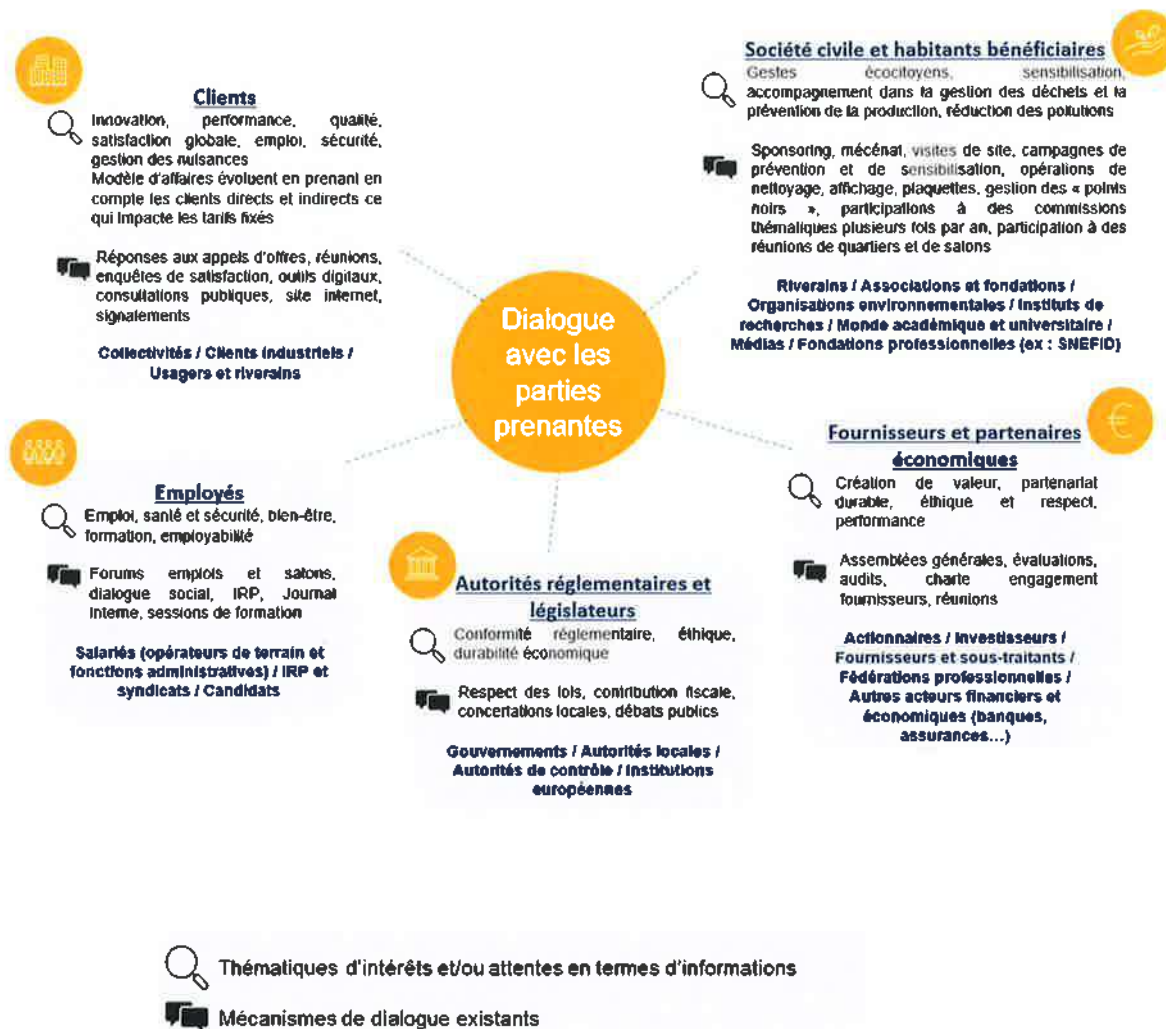 Clients
Innovation, performance, qualité,
satisfaction globale, emploi, sécurité,
gestion des nuisances
Modèle d'affaires évoluent en prenant en
compte les clients directs et indirects ce
qui impacte les tarifs fixés
Réponses aux appels d'offres, réunions,
enquêtes de satisfaction, outils digitaux,
consultations publiques, site internet,
signalements
Collectivités / Clients industriels /
Usagers et riverains
Société civile et habitants bénéficiaires
Gestes écocitoyens, sensibilisation,
accompagnement dans la gestion des déchets et la
prévention de la production, réduction des pollutions
Sponsoring, mécénat, visites de site, campagnes de
prévention et de sensibilisation, opérations de
nettoyage, affichage, plaquettes, gestion des « points
noirs », participations à des commissions
thématiques plusieurs fois par an, participation à des
réunions de quartiers et de salons
Riverains / Associations et fondations /
Organisations environnementales / Instituts de
recherches / Monde académique et universitaire /
Médias / Fondations professionnelles (ex : SNEFID)
Dialogue
avec les
parties
prenantes
Employés
Emploi, santé et sécurité, bien-être,
formation, employabilité
Forums emplois et salons,
dialogue social, IRP, Journal
Interne, sessions de formation
Salariés (opérateurs de terrain et
fonctions administratives) / IRP et
syndicats / Candidats
Autorités réglementaires et
législateurs
Conformité réglementaire, éthique,
durabilité économique
Respect des lois, contribution fiscale,
concertations locales, débats publics
Gouvernements / Autorités locales /
Autorités de contrôle / Institutions
européennes
Fournisseurs et partenaires
économiques
Création de valeur, partenariat
durable, éthique et respect,
performance
Assemblées générales, évaluations,
audits, charte engagement
fournisseurs, réunions
Actionnaires / Investisseurs /
Fournisseurs et sous-traitants /
Fédérations professionnelles /
Autres acteurs financiers et
économiques (banques,
assurances...)
Thématiques d'intérêts et/ou attentes en termes d'informations
Mécanismes de dialogue existants